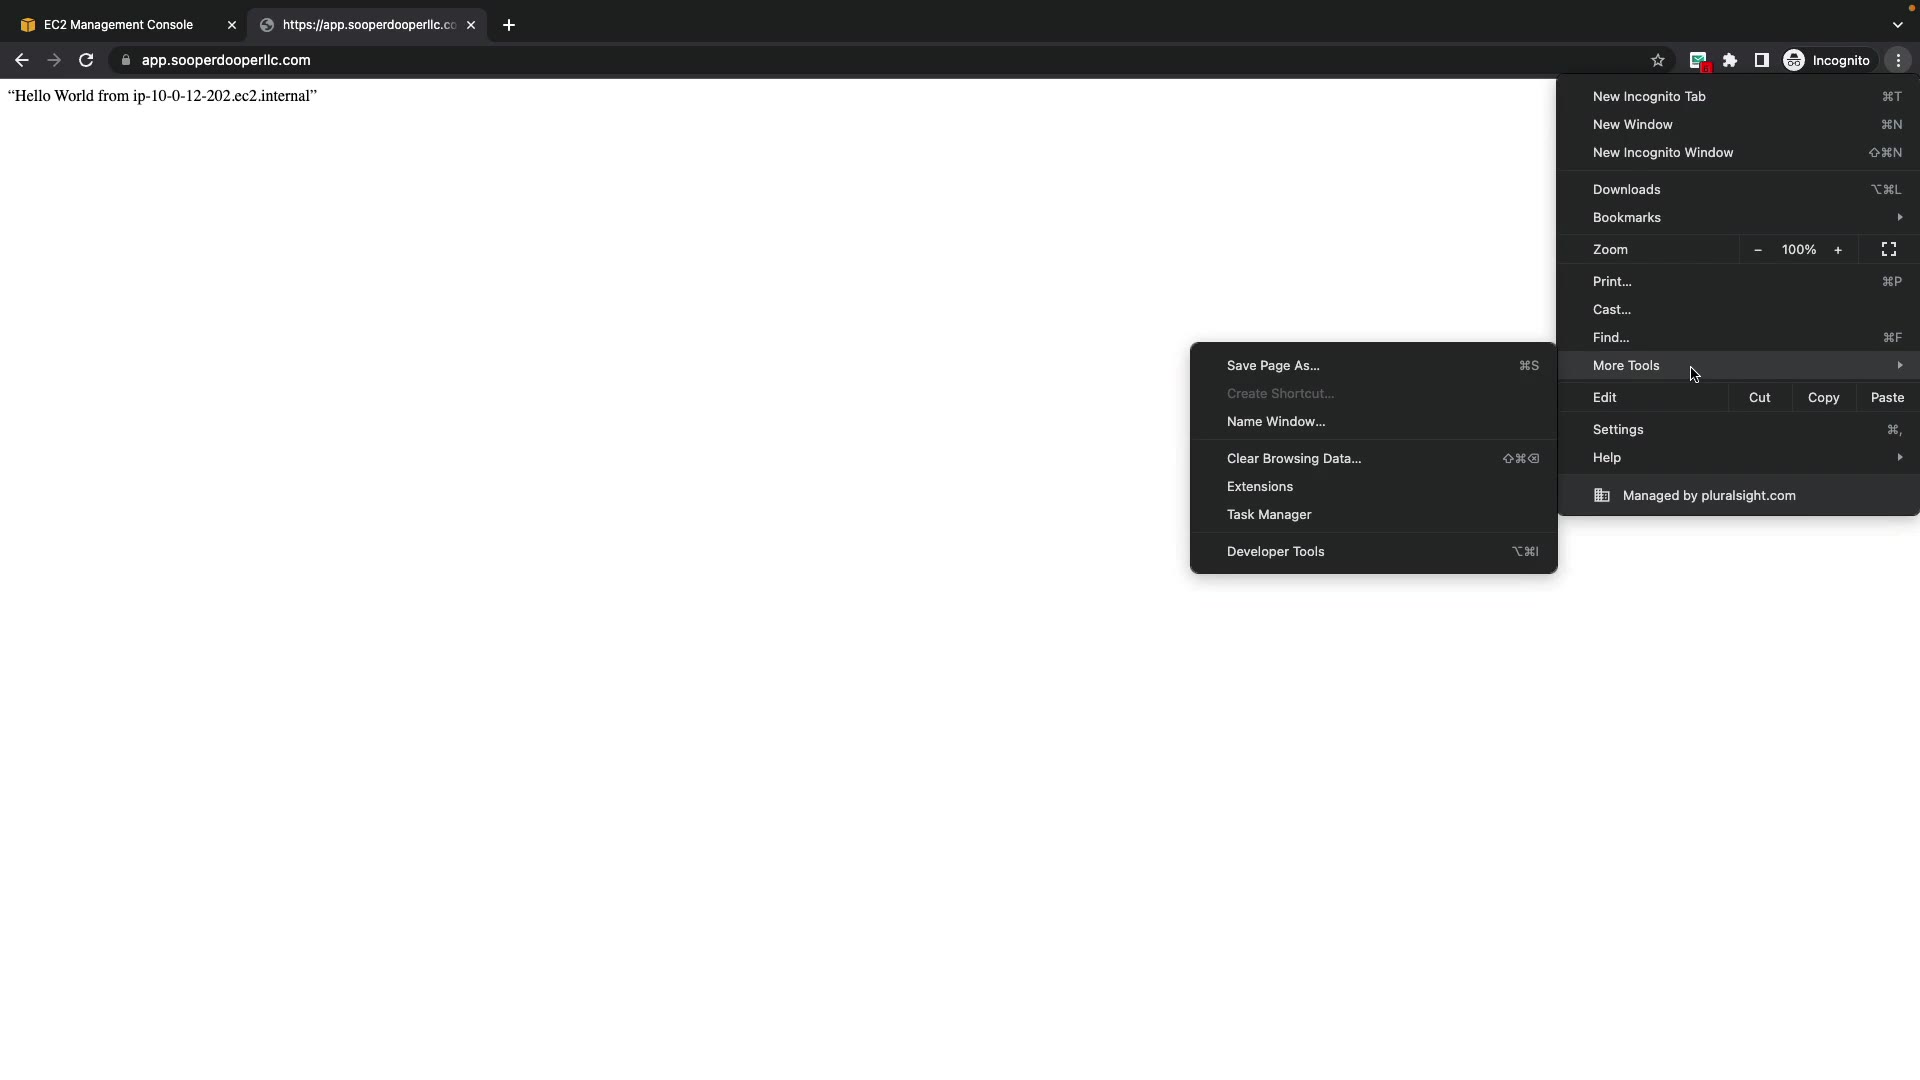 EC2 Management Console
https://app.sooperdooperllc.co
app.sooperdooperllc.com
Incognito
“Hello World from ip-10-0-12-202.ec2.internal”
New Incognito Tab ⌘T
New Window ⌘N
New Incognito Window ⇧⌘N
Downloads ⌥⌘L
Bookmarks
Zoom − 100% +
Print... ⌘P
Cast...
Find... ⌘F
More Tools
Edit Cut Copy Paste
Settings ⌘,
Help
Managed by pluralsight.com
Save Page As... ⌘S
Create Shortcut...
Name Window...
Clear Browsing Data... ⇧⌘⌫
Extensions
Task Manager
Developer Tools ⌥⌘I